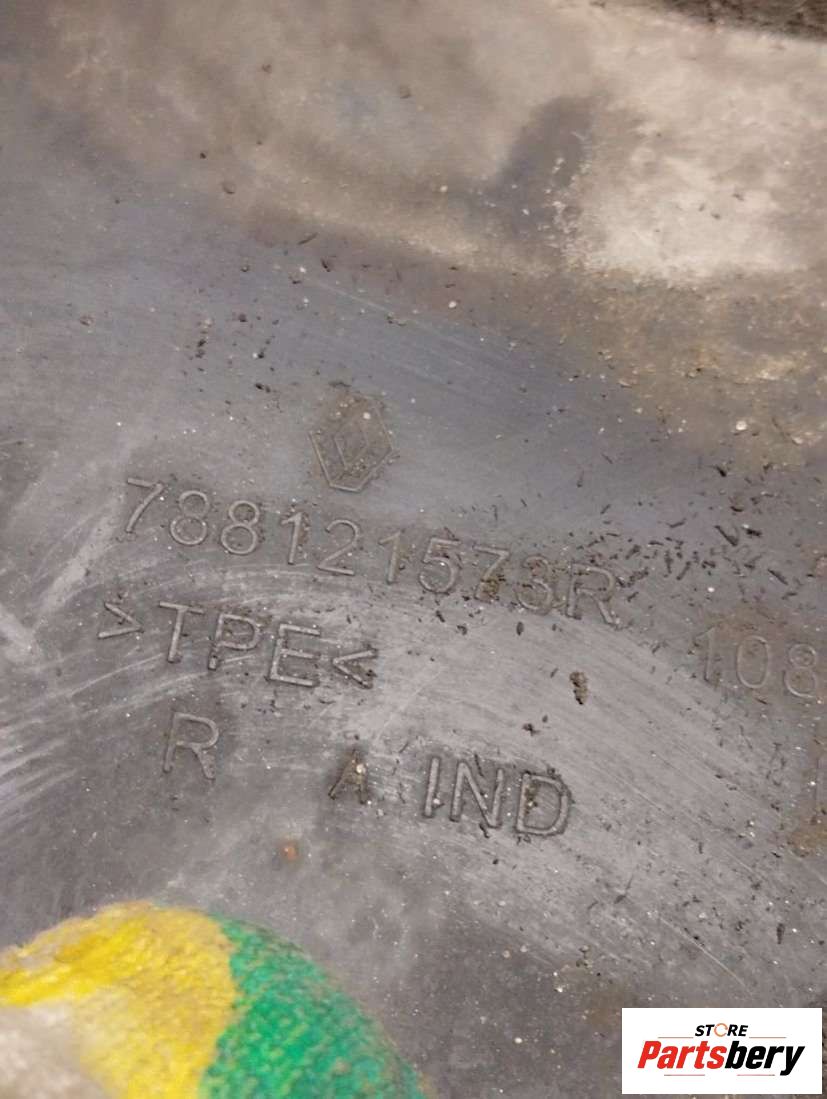 788121573R
>TPE<
108
R A IND
STORE
Partsbery